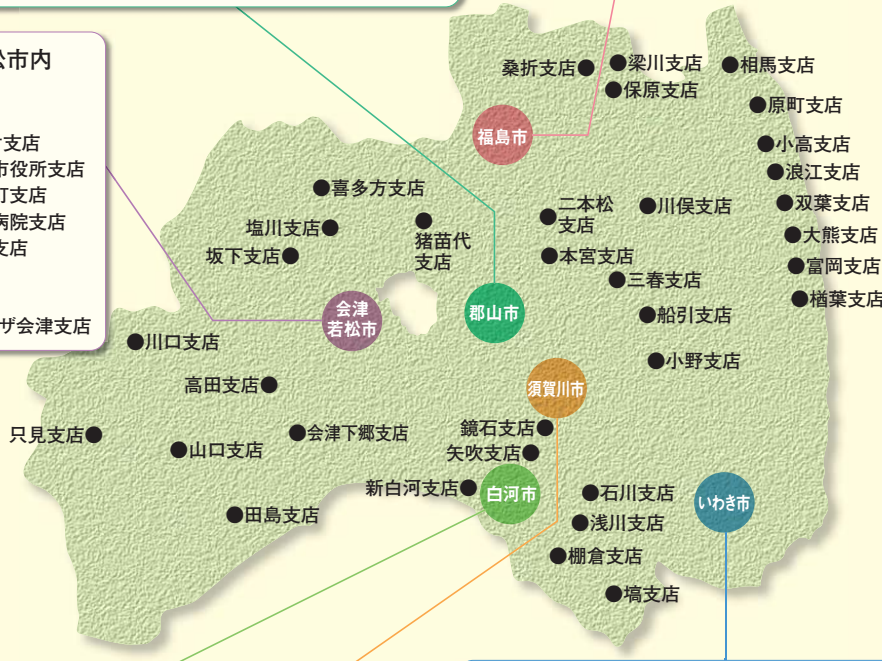 松市内
支店
市役所支店
町支店
病院支店
支店
ザ会津支店
桑折支店
梁川支店
保原支店
相馬支店
原町支店
小高支店
浪江支店
双葉支店
大熊支店
富岡支店
楢葉支店
福島市
喜多方支店
塩川支店
坂下支店
猪苗代
支店
二本松
支店
川俣支店
本宮支店
三春支店
船引支店
小野支店
会津
若松市
郡山市
須賀川市
川口支店
高田支店
只見支店
山口支店
会津下郷支店
田島支店
鏡石支店
矢吹支店
新白河支店
白河市
石川支店
浅川支店
棚倉支店
塙支店
いわき市